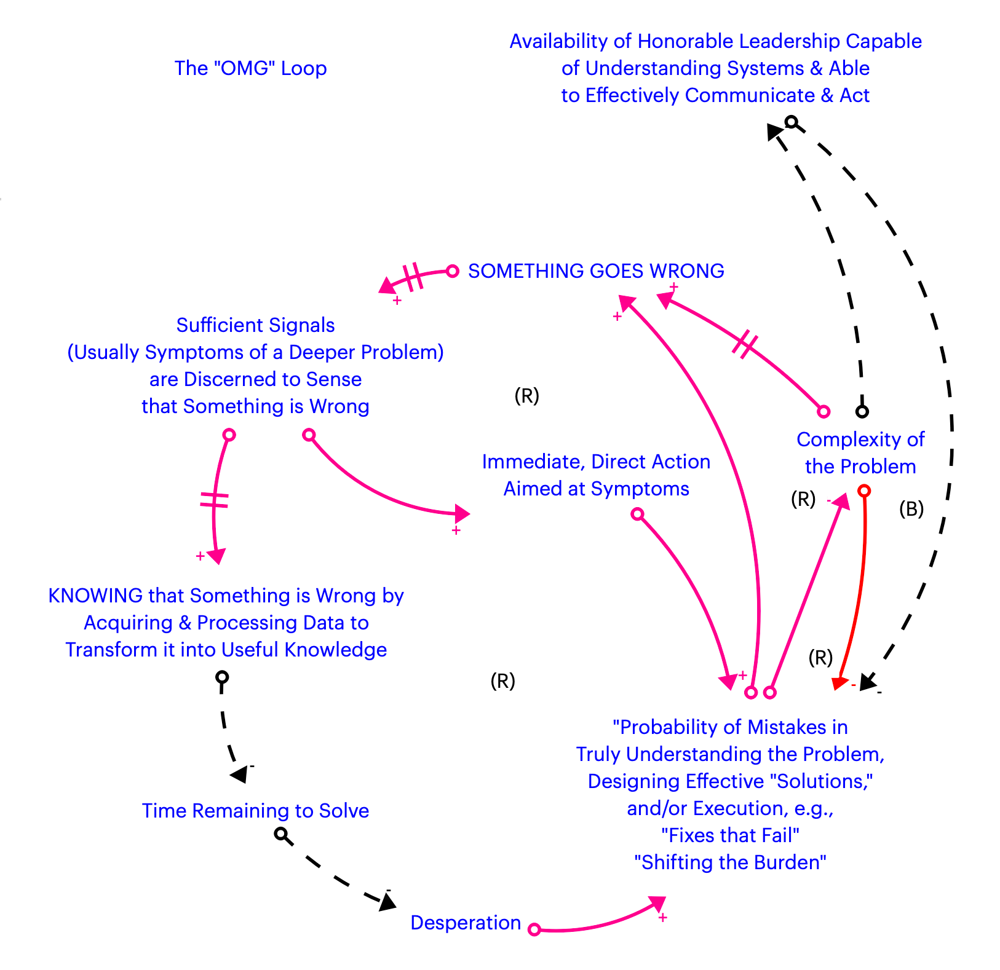 The "OMG" Loop
Availability of Honorable Leadership Capable
of Understanding Systems & Able
to Effectively Communicate & Act
-
SOMETHING GOES WRONG
+
+
+
Sufficient Signals
(Usually Symptoms of a Deeper Problem)
are Discerned to Sense
that Something is Wrong
(R)
Immediate, Direct Action
Aimed at Symptoms
+
Complexity of
the Problem
(R)
-
(B)
+
KNOWING that Something is Wrong by
Acquiring & Processing Data to
Transform it into Useful Knowledge
(R)
(R)
+
-
-
"Probability of Mistakes in
Truly Understanding the Problem,
Designing Effective "Solutions,"
and/or Execution, e.g.,
"Fixes that Fail"
"Shifting the Burden"
-
Time Remaining to Solve
-
Desperation
+